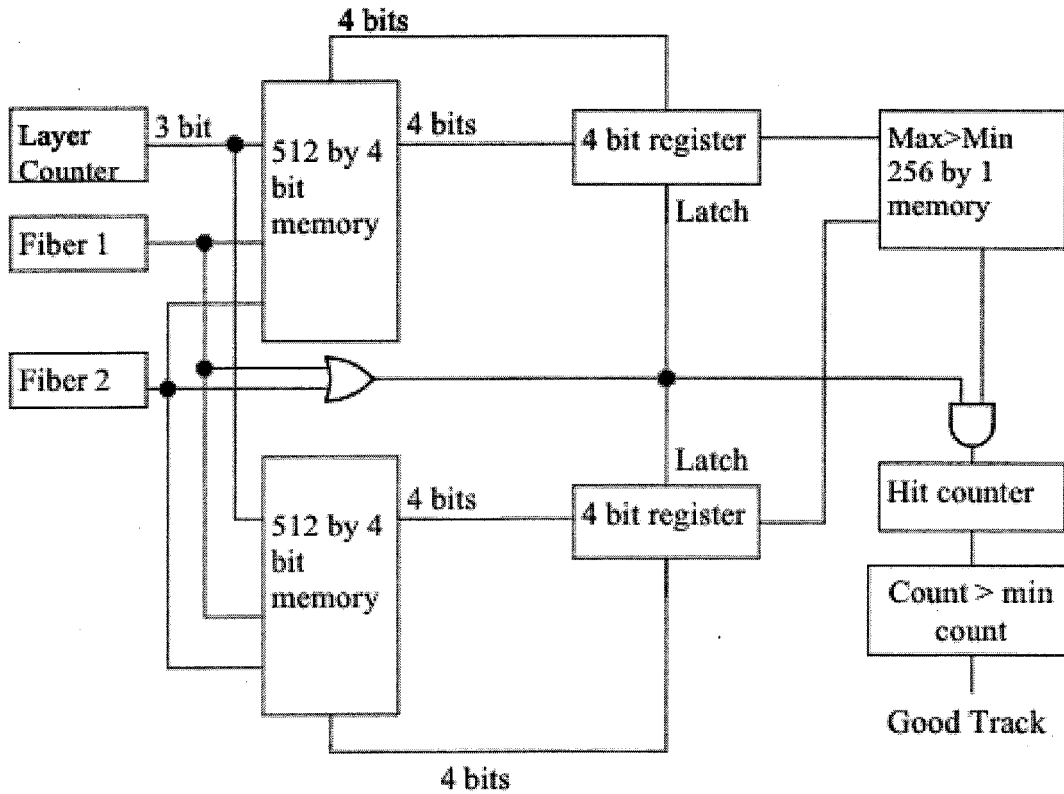 4 bits
Layer
Counter
3 bit
512 by 4
bit
memory
4 bits
4 bit register
Max>Min
256 by 1
memory
Latch
Fiber 1
Fiber 2
Latch
512 by 4
bit
memory
4 bits
4 bit register
Hit counter
Count > min
count
Good Track
4 bits